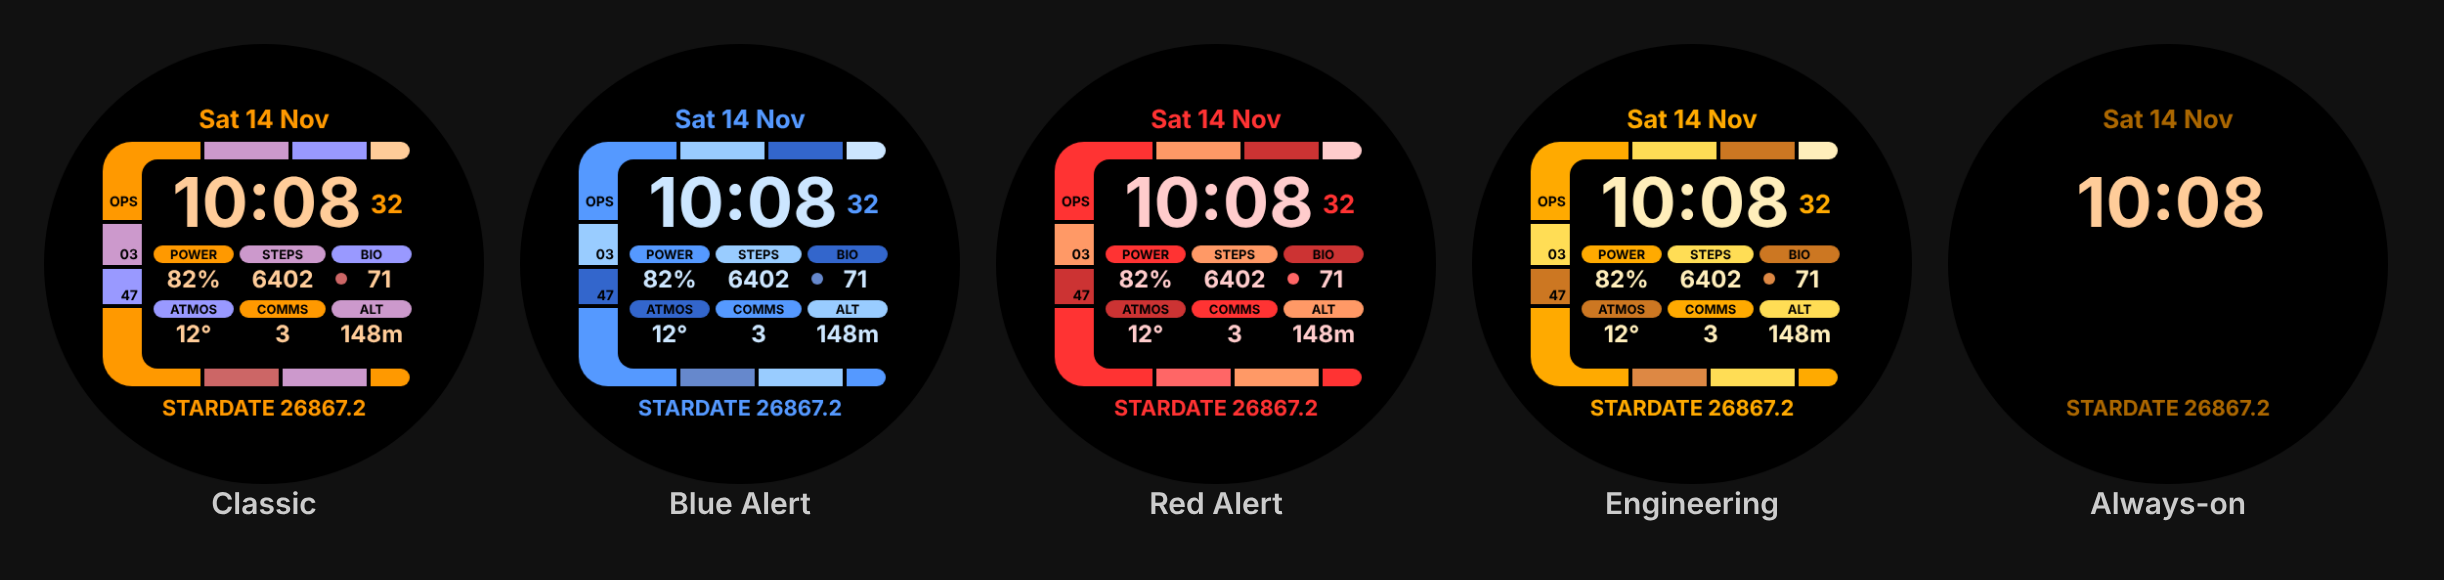 Sat 14 Nov
OPS
10:08 32
03
POWER STEPS BIO
82% 6402 71
47
ATMOS COMMS ALT
12° 3 148m
STARDATE 26867.2
Classic
Sat 14 Nov
OPS
10:08 32
03
POWER STEPS BIO
82% 6402 71
47
ATMOS COMMS ALT
12° 3 148m
STARDATE 26867.2
Blue Alert
Sat 14 Nov
OPS
10:08 32
03
POWER STEPS BIO
82% 6402 71
47
ATMOS COMMS ALT
12° 3 148m
STARDATE 26867.2
Red Alert
Sat 14 Nov
OPS
10:08 32
03
POWER STEPS BIO
82% 6402 71
47
ATMOS COMMS ALT
12° 3 148m
STARDATE 26867.2
Engineering
Sat 14 Nov
10:08
STARDATE 26867.2
Always-on